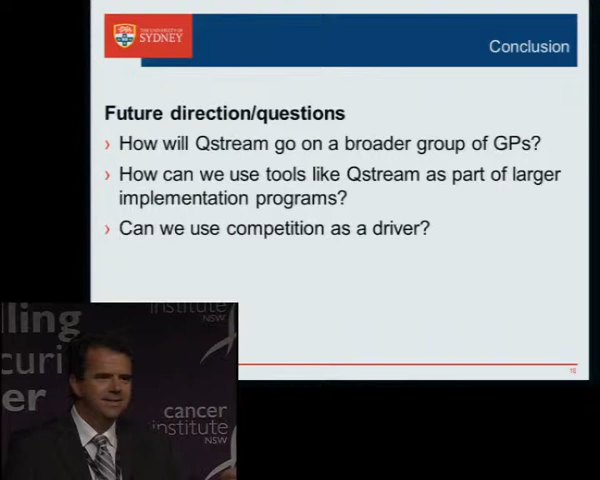 THE UNIVERSITY OF
SYDNEY
Conclusion
Future direction/questions
› How will Qstream go on a broader group of GPs?
› How can we use tools like Qstream as part of larger
implementation programs?
› Can we use competition as a driver?
institute
NSW
lling
curi
er
cancer
institute
NSW